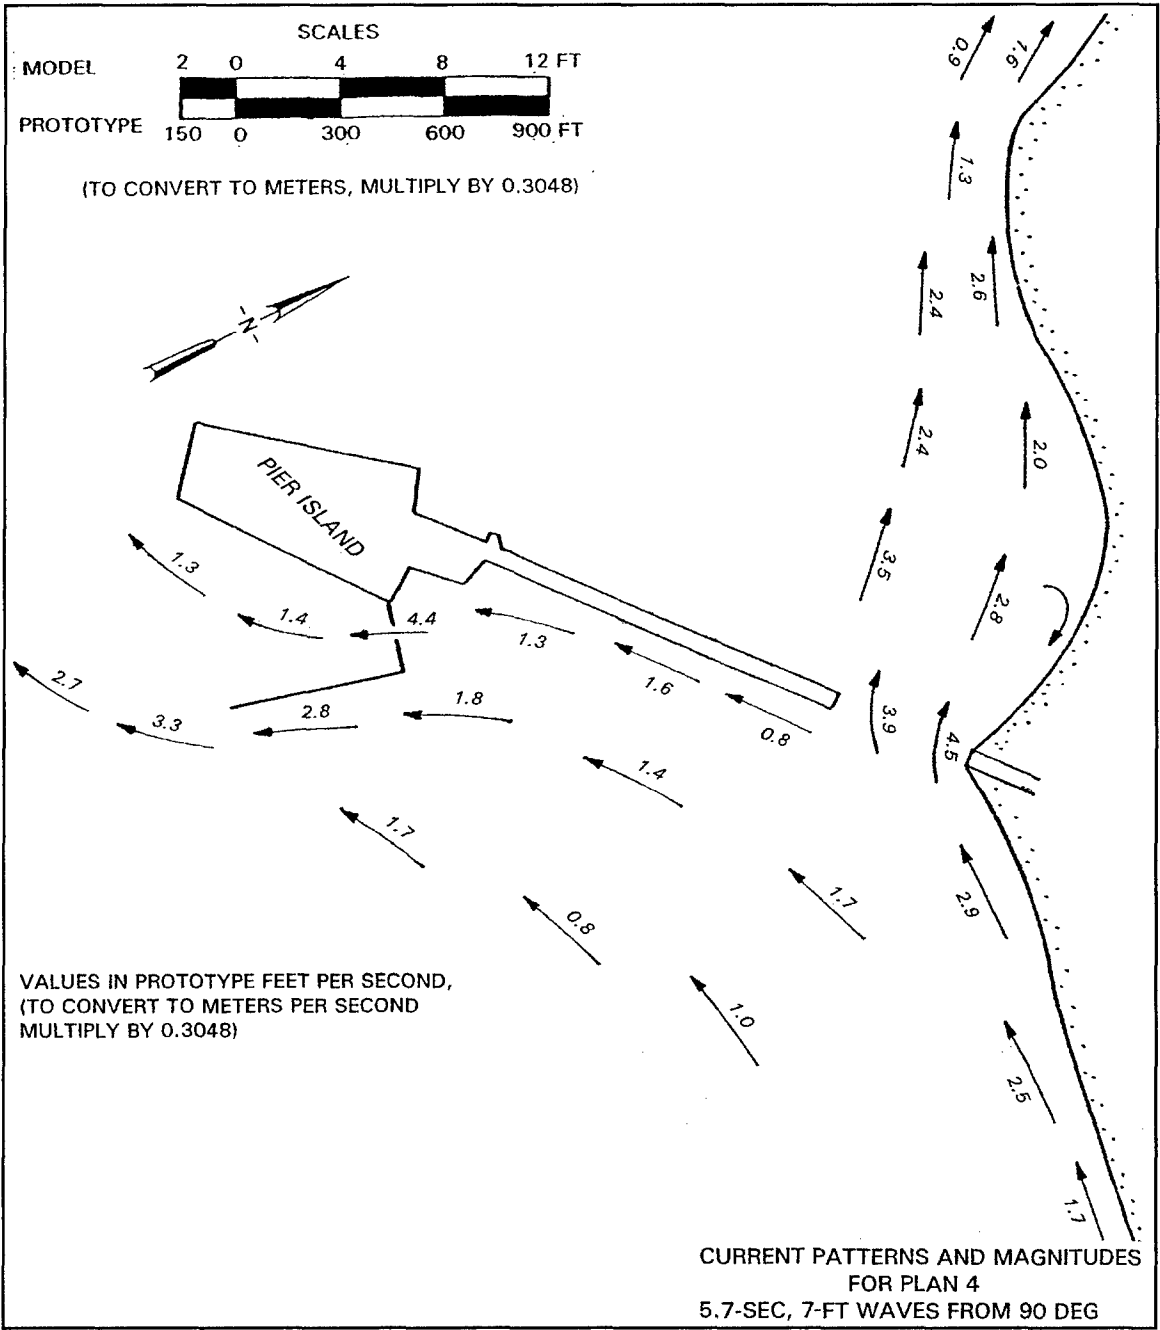 SCALES
MODEL 2 0 4 8 12 FT
PROTOTYPE 150 0 300 600 900 FT
(TO CONVERT TO METERS, MULTIPLY BY 0.3048)
-N-
PIER ISLAND
0.9
1.6
1.3
2.4
2.6
2.4
2.0
3.5
2.8
1.3
1.4
4.4
1.3
1.6
0.8
3.9
4.5
2.7
3.3
2.8
1.8
1.4
1.7
0.8
1.7
2.9
1.0
2.5
1.7
VALUES IN PROTOTYPE FEET PER SECOND,
(TO CONVERT TO METERS PER SECOND
MULTIPLY BY 0.3048)
CURRENT PATTERNS AND MAGNITUDES
FOR PLAN 4
5.7-SEC, 7-FT WAVES FROM 90 DEG